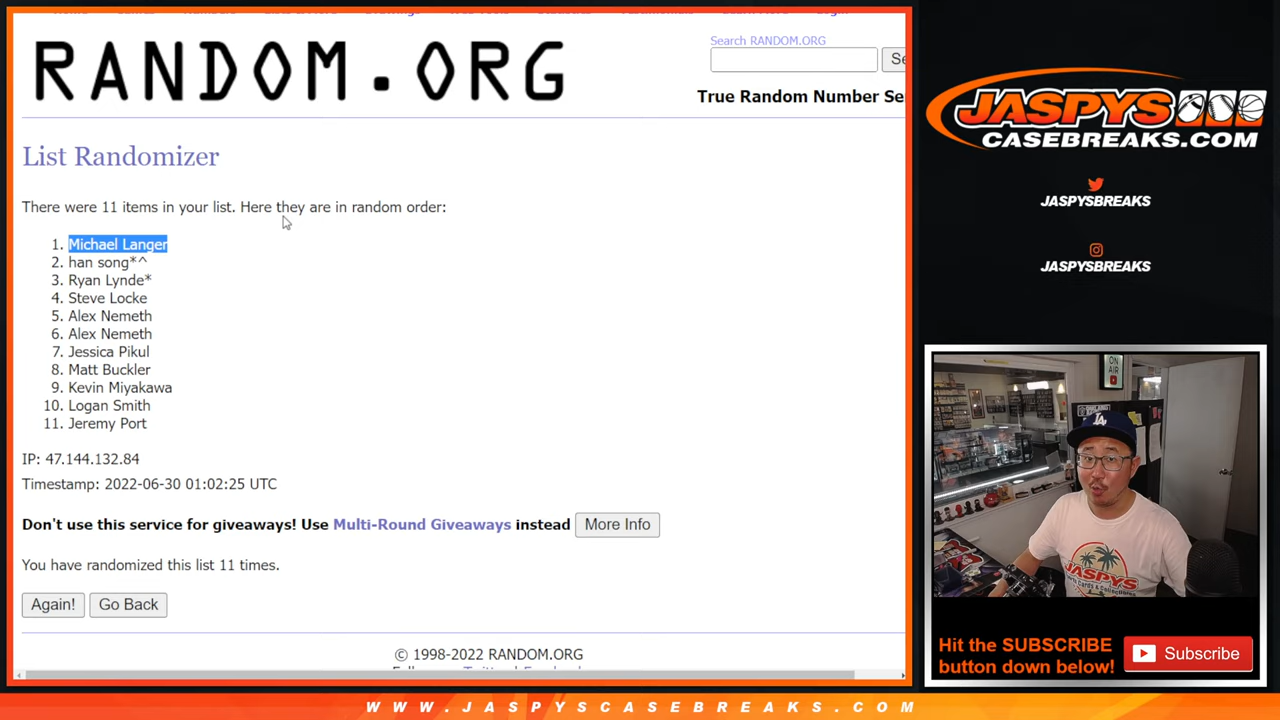 RANDOM.ORG
Search RANDOM.ORG
True Random Number Se
List Randomizer
There were 11 items in your list. Here they are in random order:
1. Michael Langer
2. han song*^
3. Ryan Lynde*
4. Steve Locke
5. Alex Nemeth
6. Alex Nemeth
7. Jessica Pikul
8. Matt Buckler
9. Kevin Miyakawa
10. Logan Smith
11. Jeremy Port
IP: 47.144.132.84
Timestamp: 2022-06-30 01:02:25 UTC
Don't use this service for giveaways! Use Multi-Round Giveaways instead More Info
You have randomized this list 11 times.
Again! Go Back
© 1998-2022 RANDOM.ORG
JASPYS
CASEBREAKS.COM
JASPYSBREAKS
JASPYSBREAKS
ON
AIR
LA
JASPYS
Hit the SUBSCRIBE
button down below!
Subscribe
WWW.JASPYSCASEBREAKS.COM